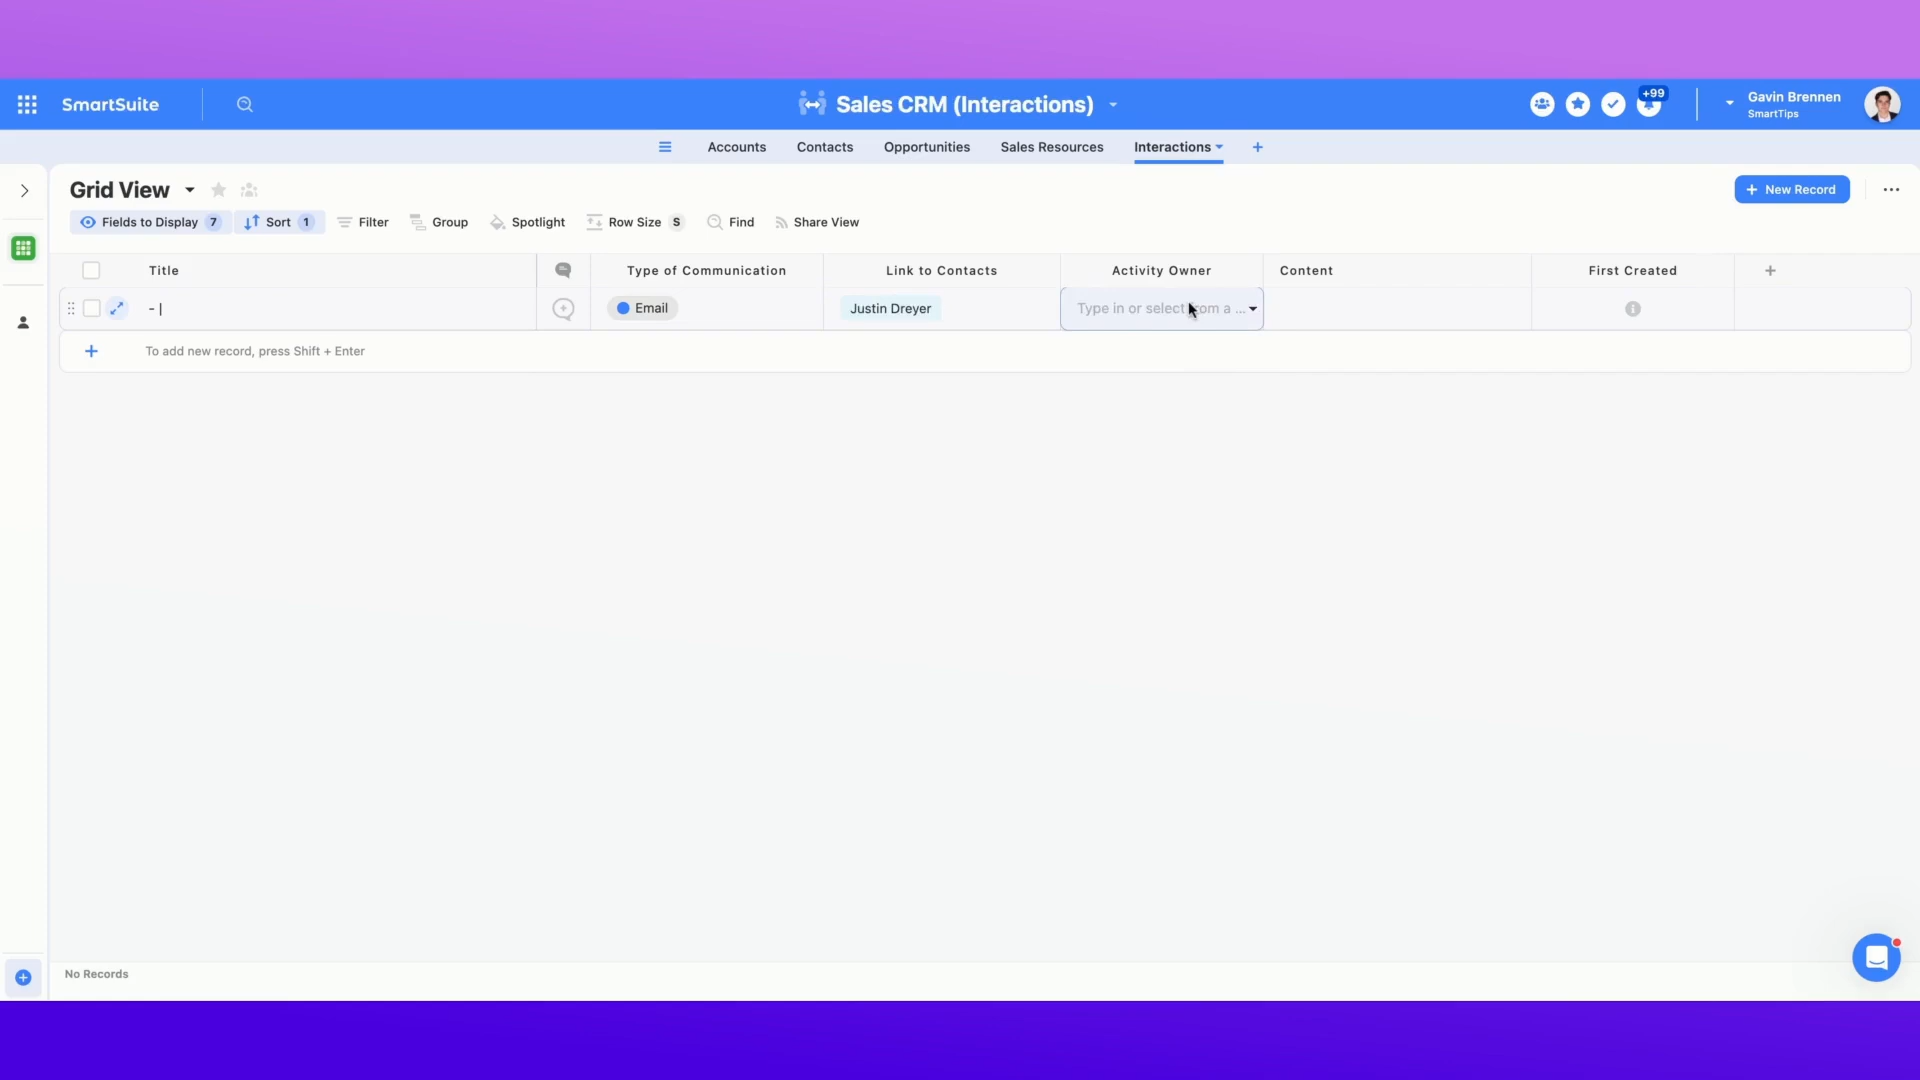 SmartSuite
Sales CRM (Interactions)
+99
Gavin Brennen
SmartTips
Accounts
Contacts
Opportunities
Sales Resources
Interactions
Grid View
New Record
Fields to Display 7
Sort 1
Filter
Group
Spotlight
Row Size S
Find
Share View
Title
Type of Communication
Link to Contacts
Activity Owner
Content
First Created
- |
Email
Justin Dreyer
Type in or select from a ...
To add new record, press Shift + Enter
No Records